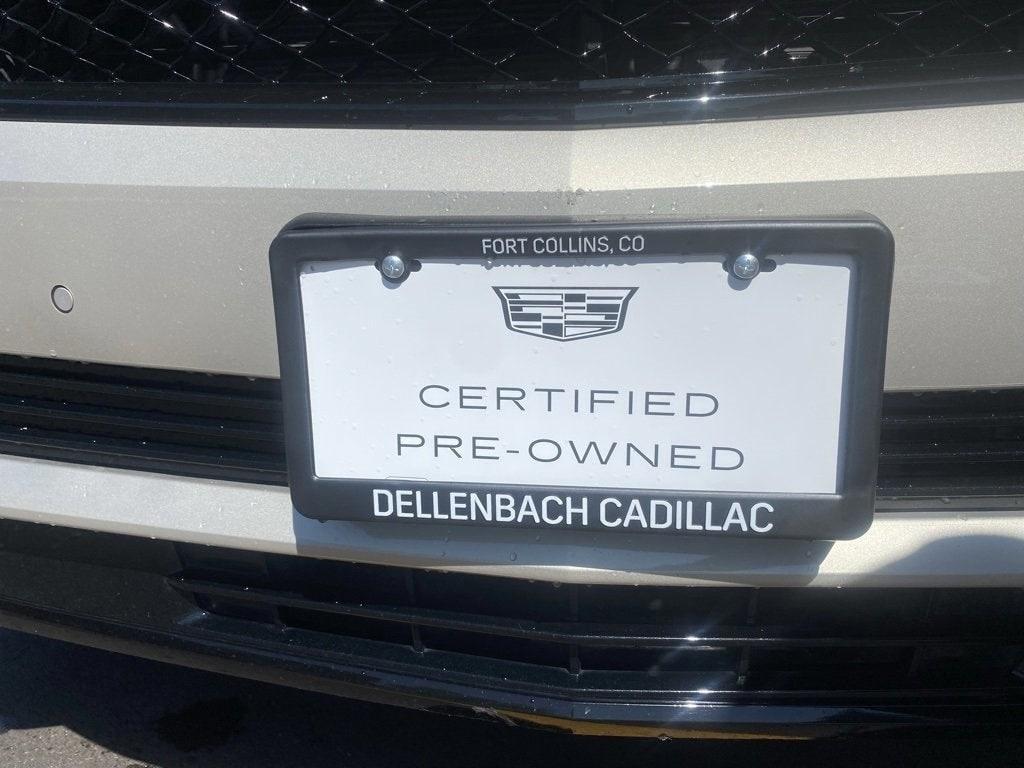 FORT COLLINS, CO
CERTIFIED
PRE-OWNED
DELLENBACH CADILLAC